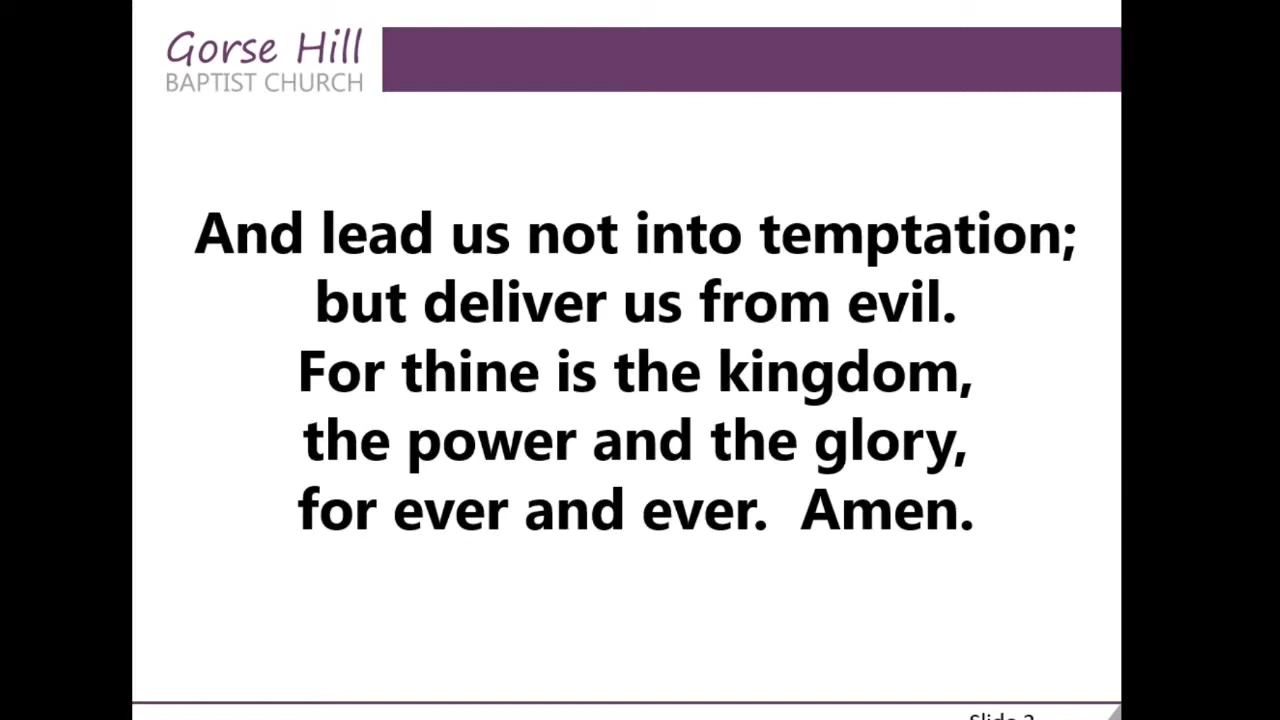 Gorse Hill
BAPTIST CHURCH
And lead us not into temptation;
but deliver us from evil.
For thine is the kingdom,
the power and the glory,
for ever and ever.  Amen.
Slide